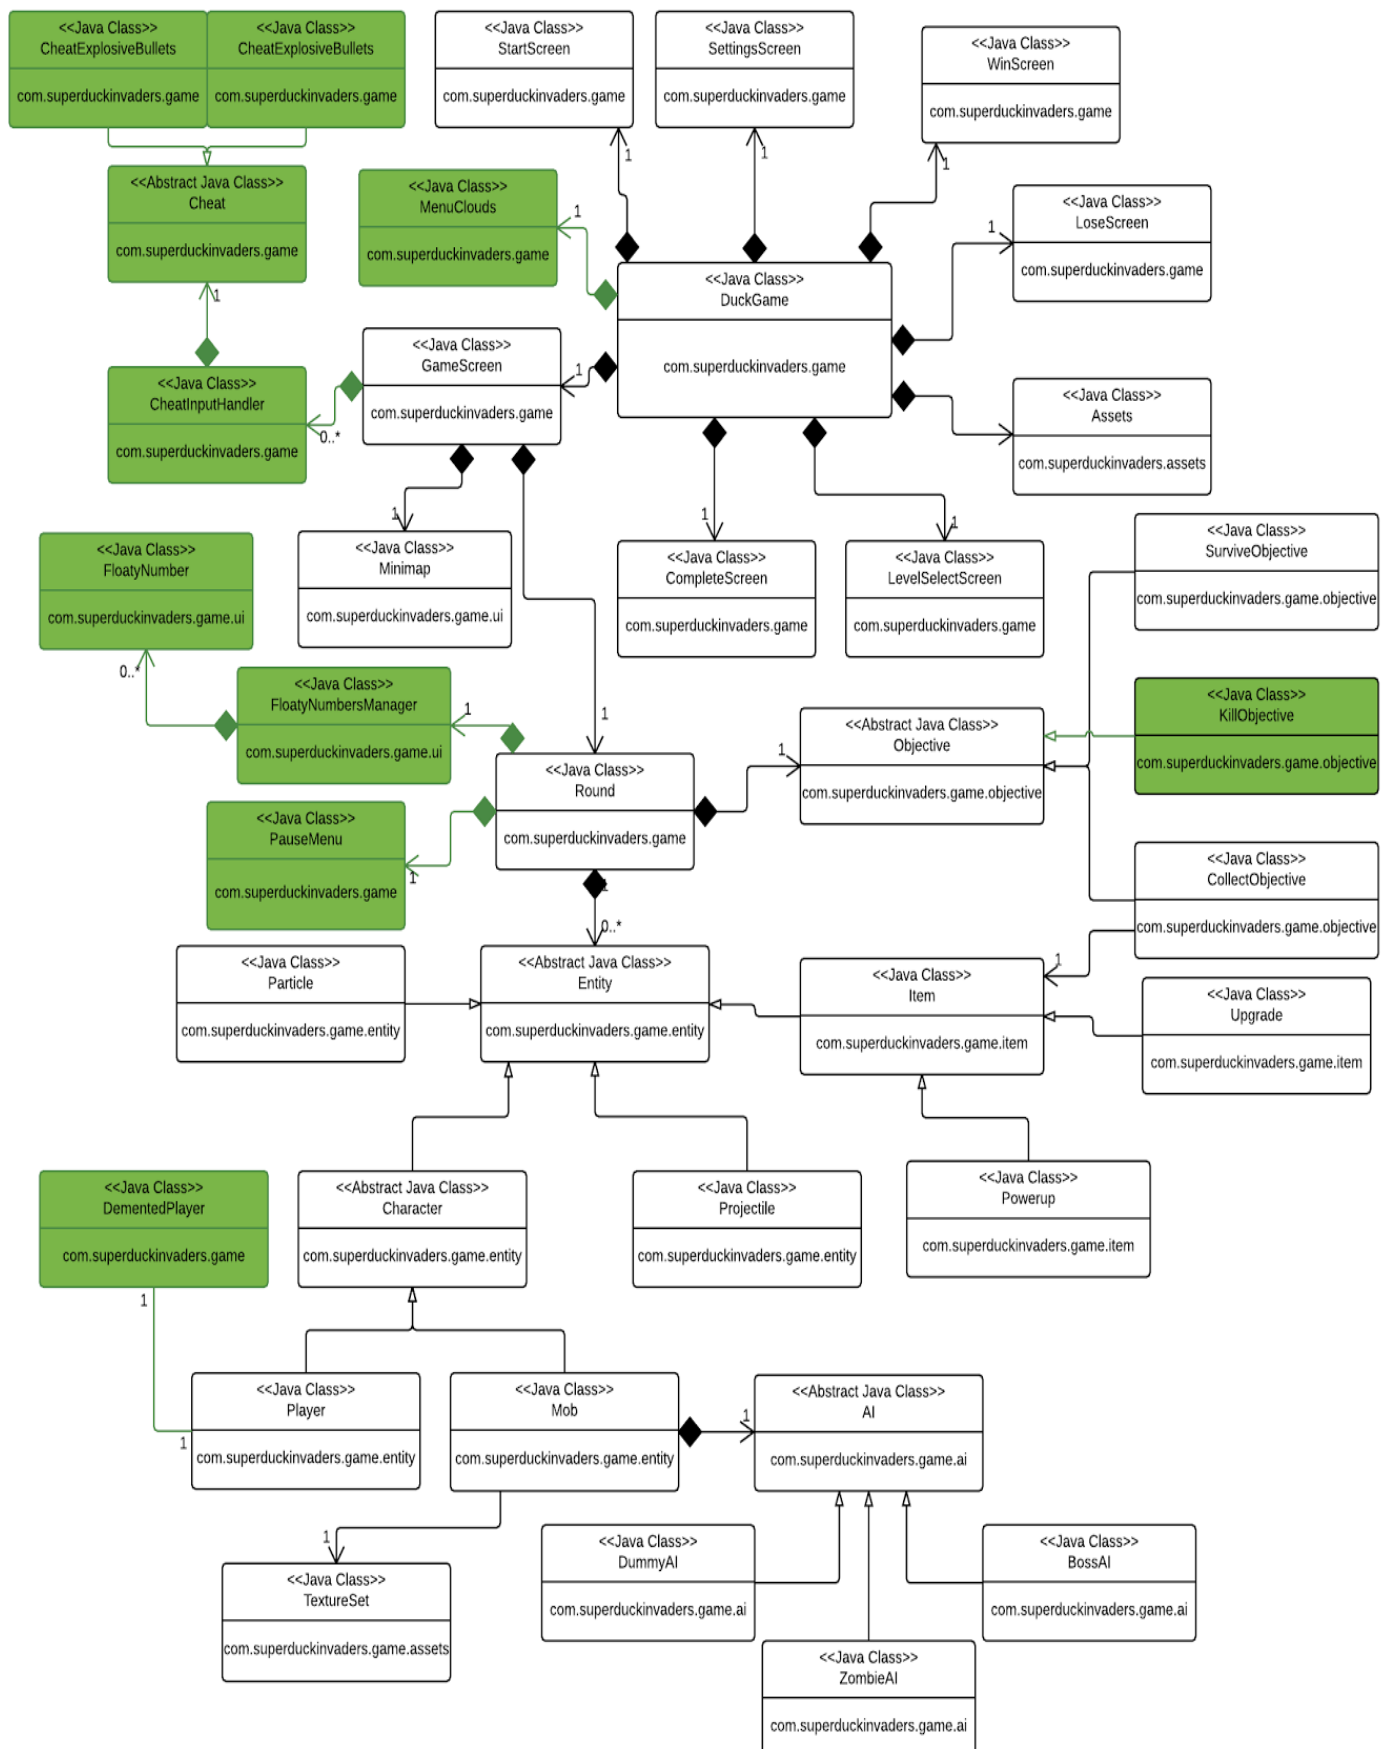 <<Java Class>>
CheatExplosiveBullets
com.superduckinvaders.game
<<Java Class>>
CheatExplosiveBullets
com.superduckinvaders.game
<<Java Class>>
StartScreen
com.superduckinvaders.game
<<Java Class>>
SettingsScreen
com.superduckinvaders.game
<<Java Class>>
WinScreen
com.superduckinvaders.game
1
1
1
<<Abstract Java Class>>
Cheat
com.superduckinvaders.game
<<Java Class>>
MenuClouds
com.superduckinvaders.game
1
<<Java Class>>
LoseScreen
com.superduckinvaders.game
1
<<Java Class>>
DuckGame
com.superduckinvaders.game
1
<<Java Class>>
GameScreen
com.superduckinvaders.game
1
<<Java Class>>
CheatInputHandler
com.superduckinvaders.game
0..*
<<Java Class>>
Assets
com.superduckinvaders.assets
1
1
1
<<Java Class>>
Minimap
com.superduckinvaders.game.ui
<<Java Class>>
CompleteScreen
com.superduckinvaders.game
<<Java Class>>
LevelSelectScreen
com.superduckinvaders.game
<<Java Class>>
SurviveObjective
com.superduckinvaders.game.objective
<<Java Class>>
FloatyNumber
com.superduckinvaders.game.ui
0..*
<<Java Class>>
FloatyNumbersManager
com.superduckinvaders.game.ui
1
1
<<Java Class>>
KillObjective
com.superduckinvaders.game.objective
<<Abstract Java Class>>
Objective
com.superduckinvaders.game.objective
1
<<Java Class>>
Round
com.superduckinvaders.game
<<Java Class>>
PauseMenu
com.superduckinvaders.game
1
<<Java Class>>
CollectObjective
com.superduckinvaders.game.objective
1
1
0..*
<<Java Class>>
Particle
com.superduckinvaders.game.entity
<<Abstract Java Class>>
Entity
com.superduckinvaders.game.entity
<<Java Class>>
Item
com.superduckinvaders.game.item
<<Java Class>>
Upgrade
com.superduckinvaders.game.item
<<Java Class>>
DementedPlayer
com.superduckinvaders.game
<<Abstract Java Class>>
Character
com.superduckinvaders.game.entity
<<Java Class>>
Projectile
com.superduckinvaders.game.entity
<<Java Class>>
Powerup
com.superduckinvaders.game.item
1
1
<<Java Class>>
Player
com.superduckinvaders.game.entity
<<Java Class>>
Mob
com.superduckinvaders.game.entity
1
<<Abstract Java Class>>
AI
com.superduckinvaders.game.ai
1
<<Java Class>>
TextureSet
com.superduckinvaders.game.assets
<<Java Class>>
DummyAI
com.superduckinvaders.game.ai
<<Java Class>>
BossAI
com.superduckinvaders.game.ai
<<Java Class>>
ZombieAI
com.superduckinvaders.game.ai